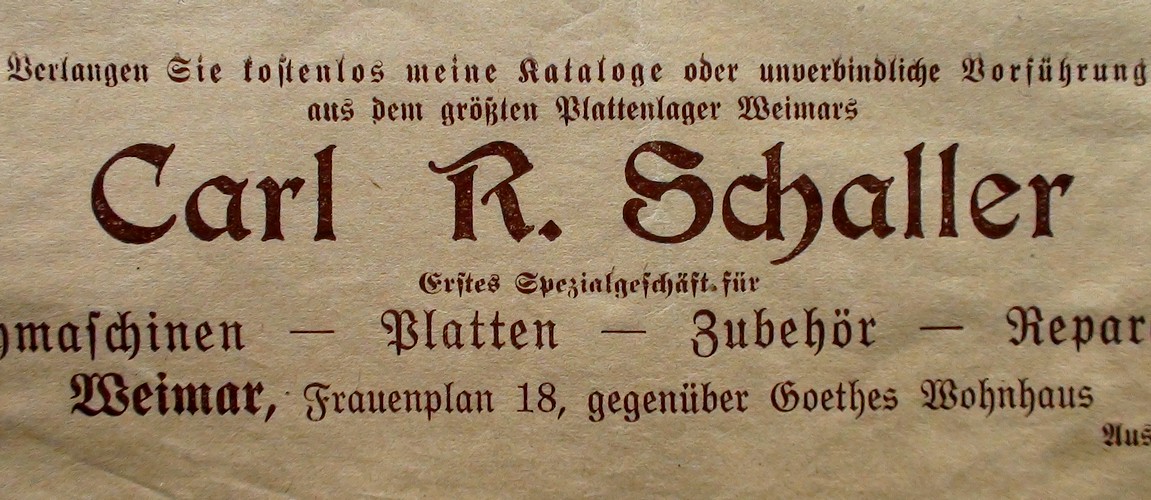 Verlangen Sie kostenlos meine Kataloge oder unverbindliche Vorführung
aus dem größten Plattenlager Weimars
Carl R. Schaller
Erstes Spezialgeschäft für
hmaschinen — Platten — Zubehör — Repar
Weimar, Frauenplan 18, gegenüber Goethes Wohnhaus
Aus